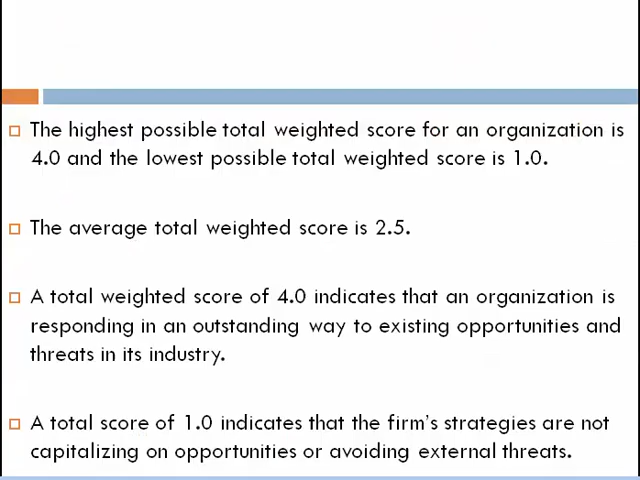 The highest possible total weighted score for an organization is
4.0 and the lowest possible total weighted score is 1.0.
The average total weighted score is 2.5.
A total weighted score of 4.0 indicates that an organization is
responding in an outstanding way to existing opportunities and
threats in its industry.
A total score of 1.0 indicates that the firm's strategies are not
capitalizing on opportunities or avoiding external threats.